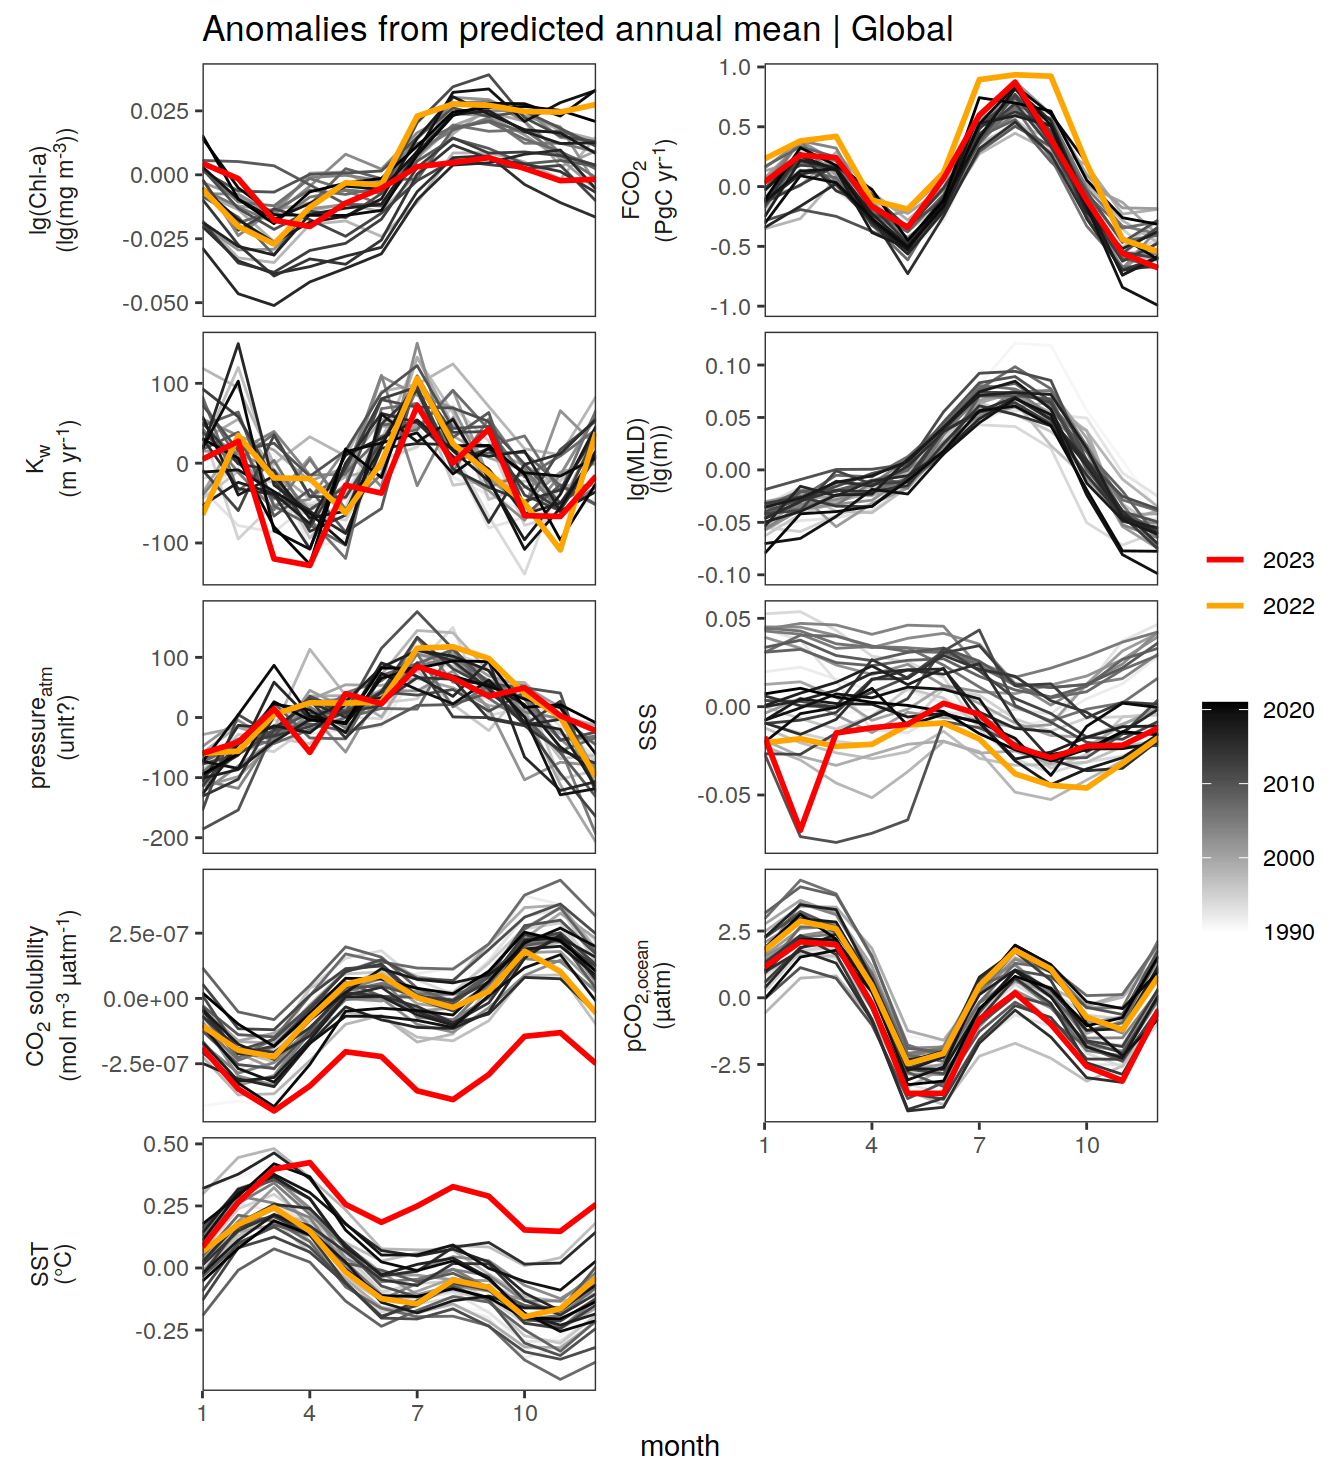 Anomalies from predicted annual mean | Global
lg(Chl-a)
(lg(mg m⁻³))
0.025
0.000
-0.025
-0.050
FCO₂
(PgC yr⁻¹)
1.0
0.5
0.0
-0.5
-1.0
Kw
(m yr⁻¹)
100
0
-100
lg(MLD)
(lg(m))
0.10
0.05
0.00
-0.05
-0.10
pressureatm
(unit?)
100
0
-100
-200
SSS
0.05
0.00
-0.05
CO₂ solubility
(mol m⁻³ µatm⁻¹)
2.5e-07
0.0e+00
-2.5e-07
pCO₂,ocean
(µatm)
2.5
0.0
-2.5
1 4 7 10
SST
(°C)
0.50
0.25
0.00
-0.25
1 4 7 10
month
2023
2022
2020
2010
2000
1990